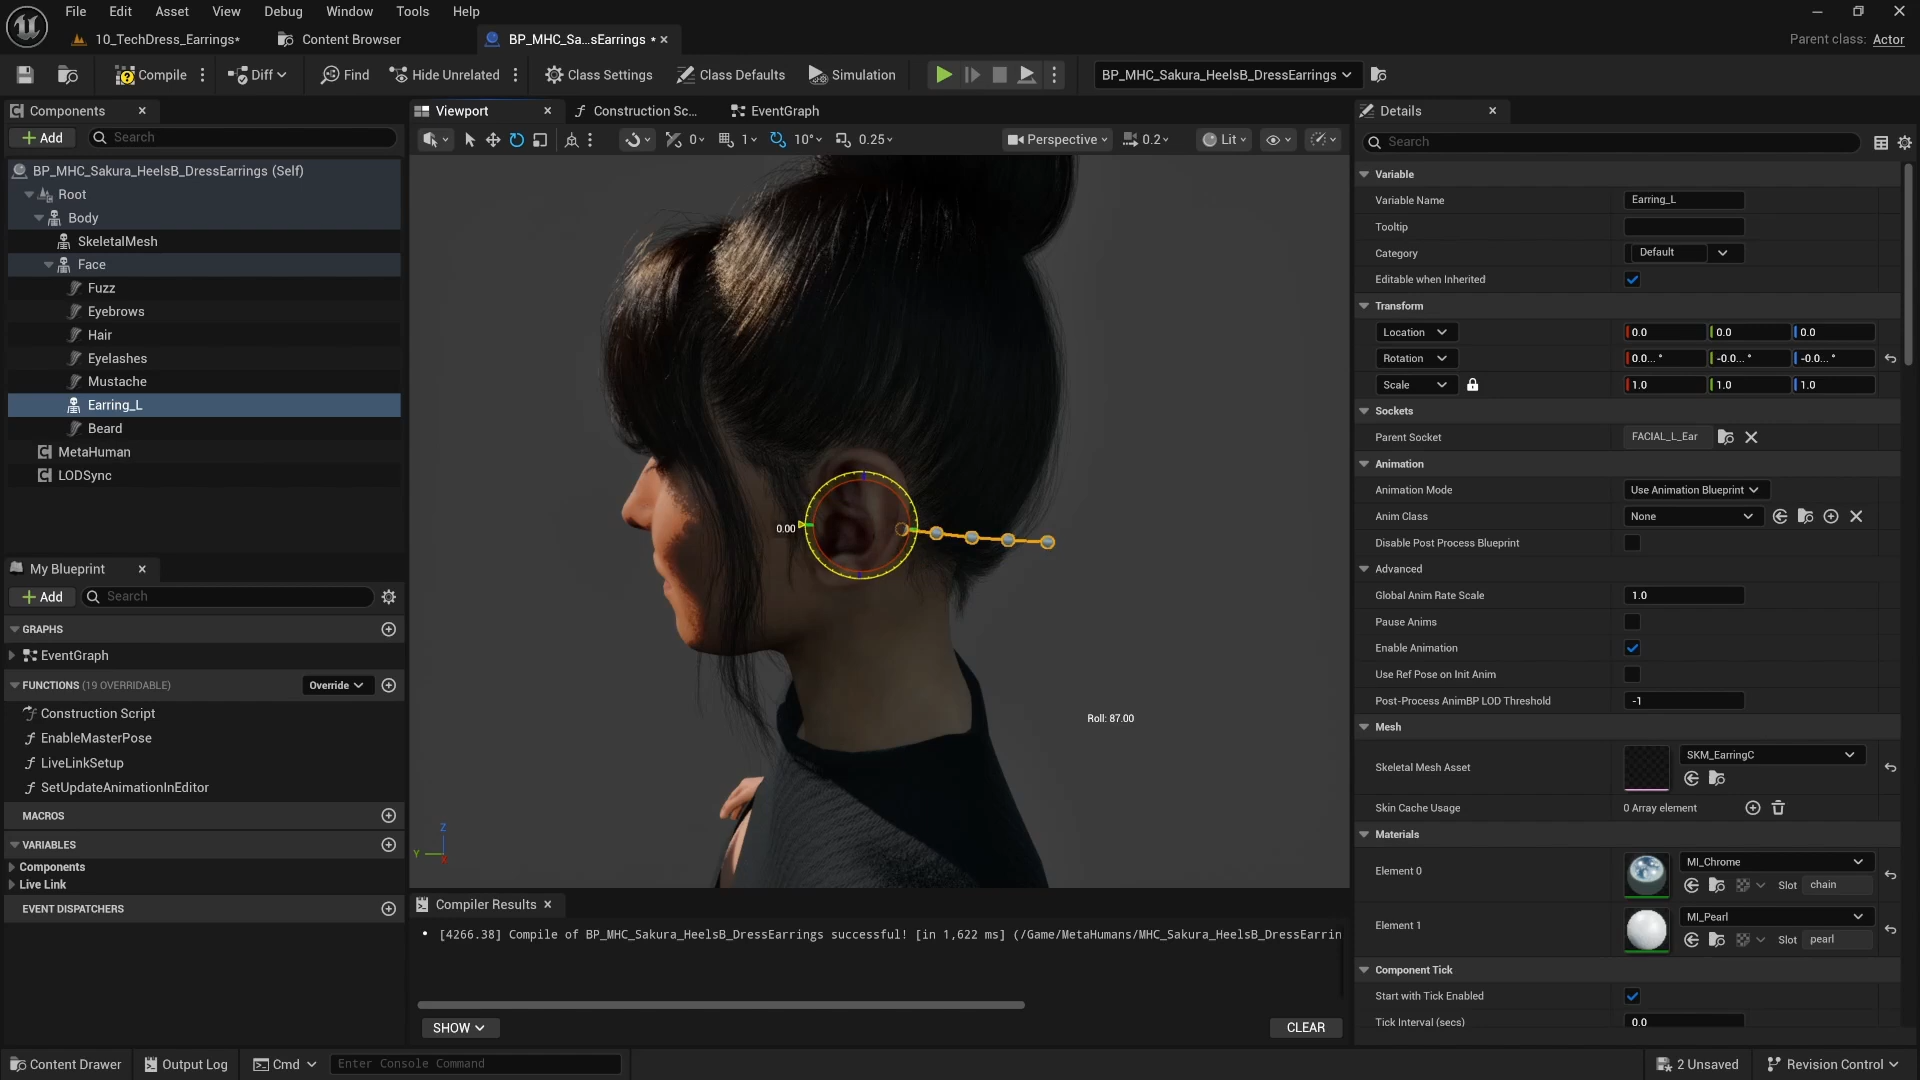 File Edit Asset View Debug Window Tools Help
10_TechDress_Earrings*
Content Browser
BP_MHC_Sa...sEarrings *
Parent class: Actor
Compile
Diff
Find
Hide Unrelated
Class Settings
Class Defaults
Simulation
BP_MHC_Sakura_HeelsB_DressEarrings
Components
Add
Search
BP_MHC_Sakura_HeelsB_DressEarrings (Self)
Root
Body
SkeletalMesh
Face
Fuzz
Eyebrows
Hair
Eyelashes
Mustache
Earring_L
Beard
MetaHuman
LODSync
My Blueprint
Add
Search
GRAPHS
EventGraph
FUNCTIONS (19 OVERRIDABLE)
Override
Construction Script
EnableMasterPose
LiveLinkSetup
SetUpdateAnimationInEditor
MACROS
VARIABLES
Components
Live Link
EVENT DISPATCHERS
Viewport
Construction Sc...
EventGraph
0
1
10°
0.25
Perspective
0.2
Lit
0.00
Roll: 87.00
Z
Y
X
Compiler Results
• [4266.38] Compile of BP_MHC_Sakura_HeelsB_DressEarrings successful! [in 1,622 ms] (/Game/MetaHumans/MHC_Sakura_HeelsB_DressEarrin
SHOW
CLEAR
Details
Search
Variable
Variable Name Earring_L
Tooltip
Category Default
Editable when Inherited
Transform
Location 0.0 0.0 0.0
Rotation 0.0... ° -0.0... ° -0.0... °
Scale 1.0 1.0 1.0
Sockets
Parent Socket FACIAL_L_Ear
Animation
Animation Mode Use Animation Blueprint
Anim Class None
Disable Post Process Blueprint
Advanced
Global Anim Rate Scale 1.0
Pause Anims
Enable Animation
Use Ref Pose on Init Anim
Post-Process AnimBP LOD Threshold -1
Mesh
Skeletal Mesh Asset SKM_EarringC
Skin Cache Usage 0 Array element
Materials
Element 0 MI_Chrome
Slot chain
Element 1 MI_Pearl
Slot pearl
Component Tick
Start with Tick Enabled
Tick Interval (secs) 0.0
Content Drawer
Output Log
Cmd
Enter Console Command
2 Unsaved
Revision Control